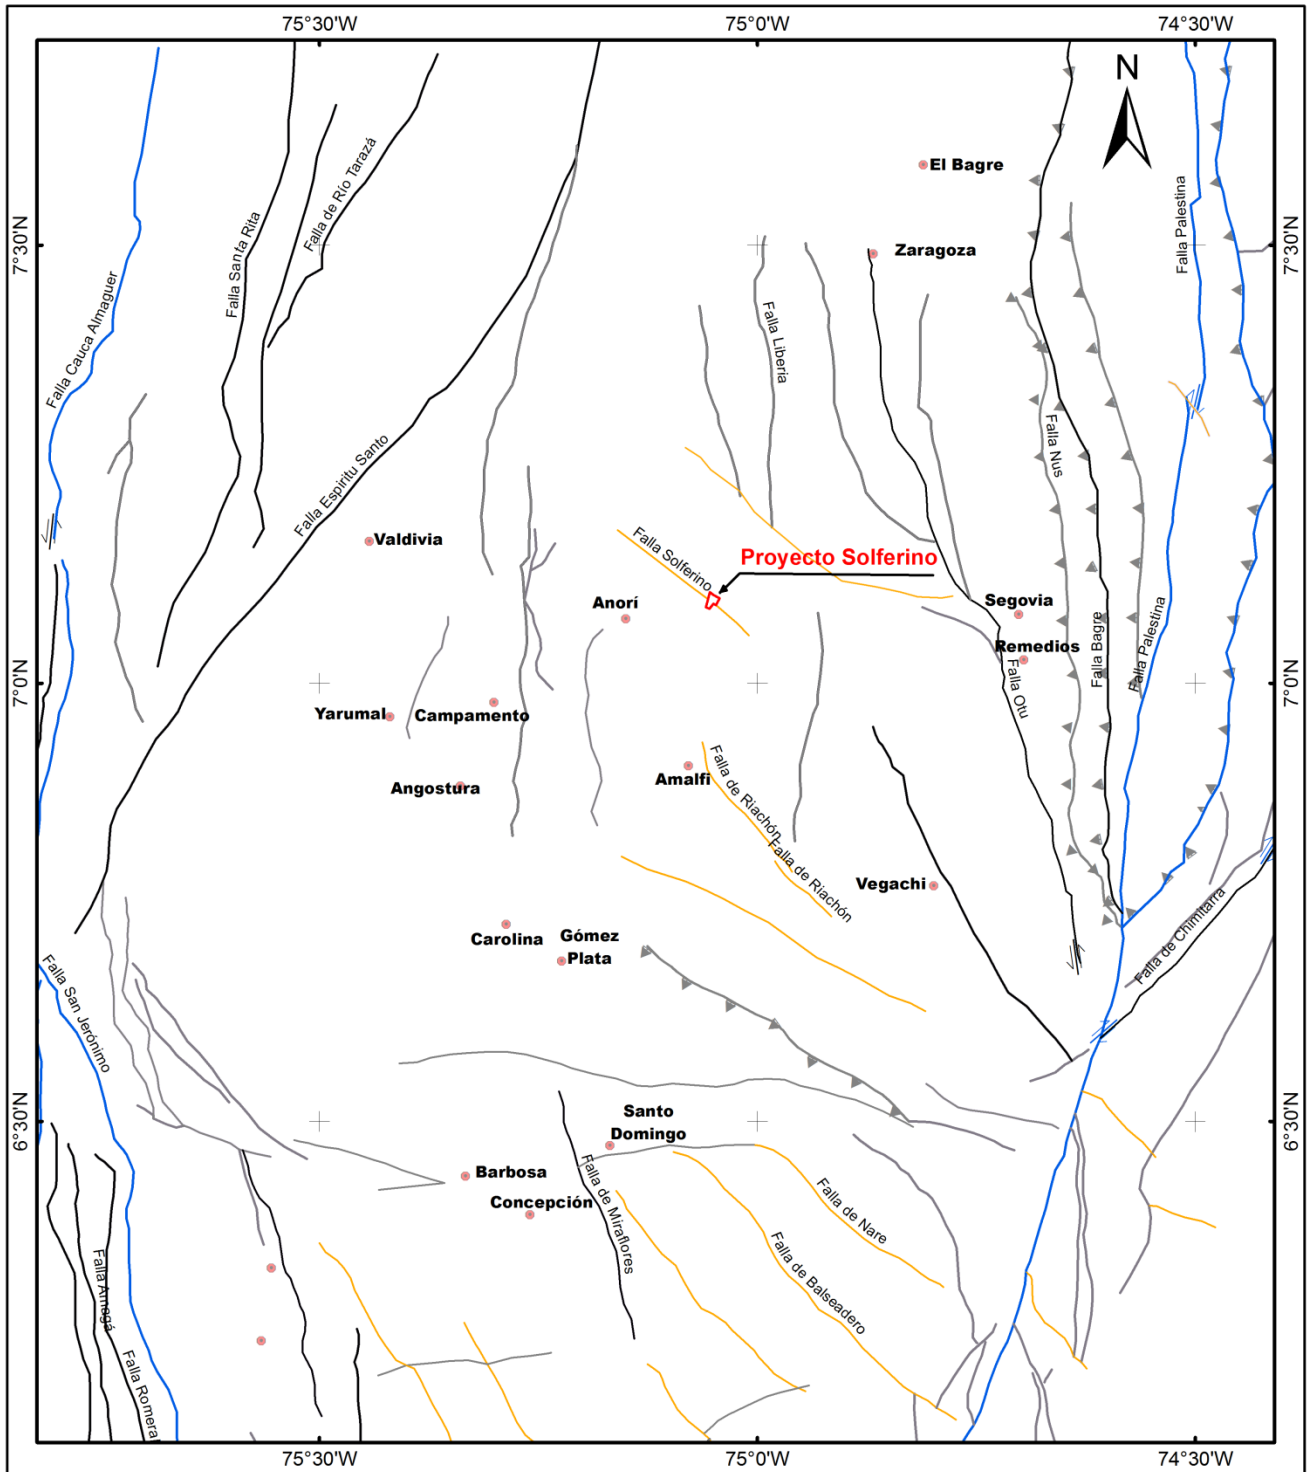 75°30'W
75°0'W
74°30'W
N
7°30'N
7°30'N
El Bagre
Zaragoza
Falla Palestina
Falla de Río Tarazá
Falla Santa Rita
Falla Cauca Almaguer
Falla Liberia
Falla Nus
Falla Espiritu Santo
Valdivia
Falla Solferino
Proyecto Solferino
Anorí
Segovia
Remedios
Falla Bagre
Falla Palestina
Falla Otu
7°0'N
7°0'N
Yarumal
Campamento
Angostura
Amalfi
Falla de Riachón
Falla de Riachón
Vegachi
Carolina
Gómez
Plata
Falla de Chimitarra
Falla San Jerónimo
6°30'N
6°30'N
Santo
Domingo
Barbosa
Concepción
Falla de Miraflores
Falla de Nare
Falla de Balseadero
Falla Amagá
Falla Romeral
75°30'W
75°0'W
74°30'W